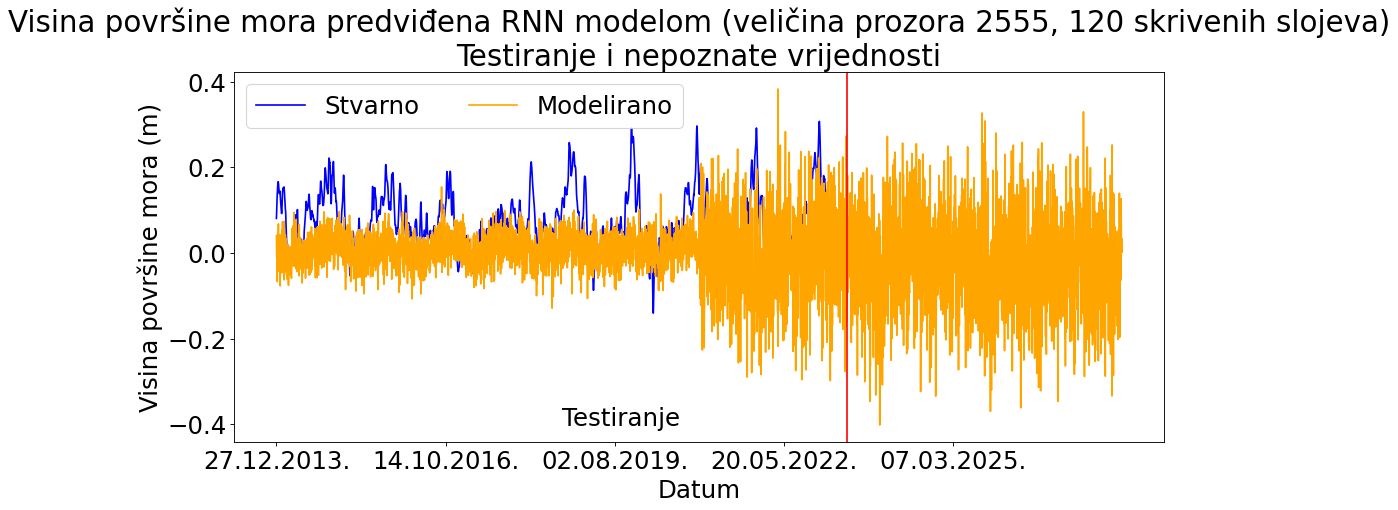 Visina površine mora predviđena RNN modelom (veličina prozora 2555, 120 skrivenih slojeva)
Testiranje i nepoznate vrijednosti
Stvarno
Modelirano
Visina površine mora (m)
0.4
0.2
0.0
−0.2
−0.4
Testiranje
27.12.2013.
14.10.2016.
02.08.2019.
20.05.2022.
07.03.2025.
Datum